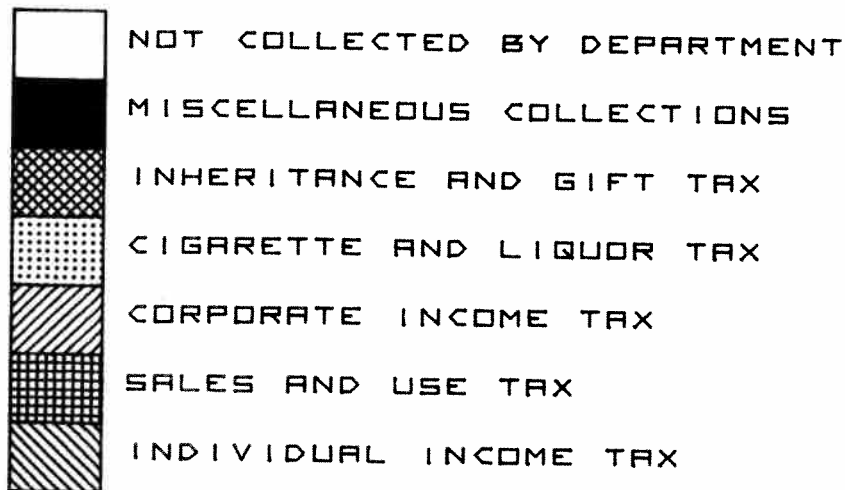 NOT COLLECTED BY DEPARTMENT
MISCELLANEOUS COLLECTIONS
INHERITANCE AND GIFT TAX
CIGARETTE AND LIQUOR TAX
CORPORATE INCOME TAX
SALES AND USE TAX
INDIVIDUAL INCOME TAX